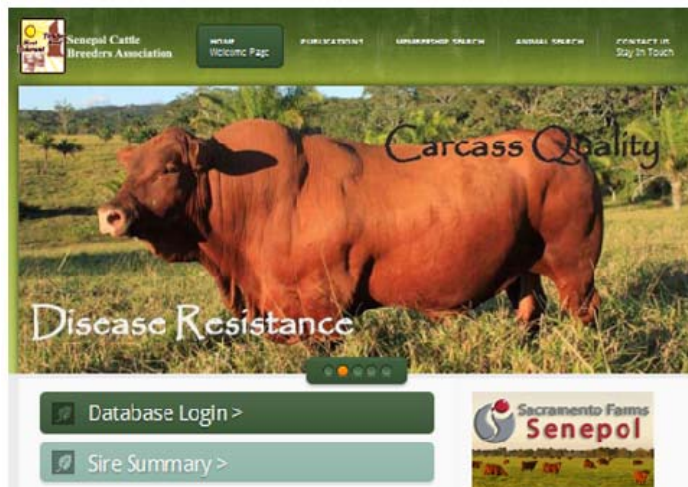 Senepol Cattle
Breeders Association
HOME
Welcome Page
PUBLICATIONS
MEMBERSHIP SEARCH
ANIMAL SEARCH
CONTACT US
Stay In Touch
Carcass Quality
Disease Resistance
Database Login >
Sire Summary >
Sacramento Farms
Senepol